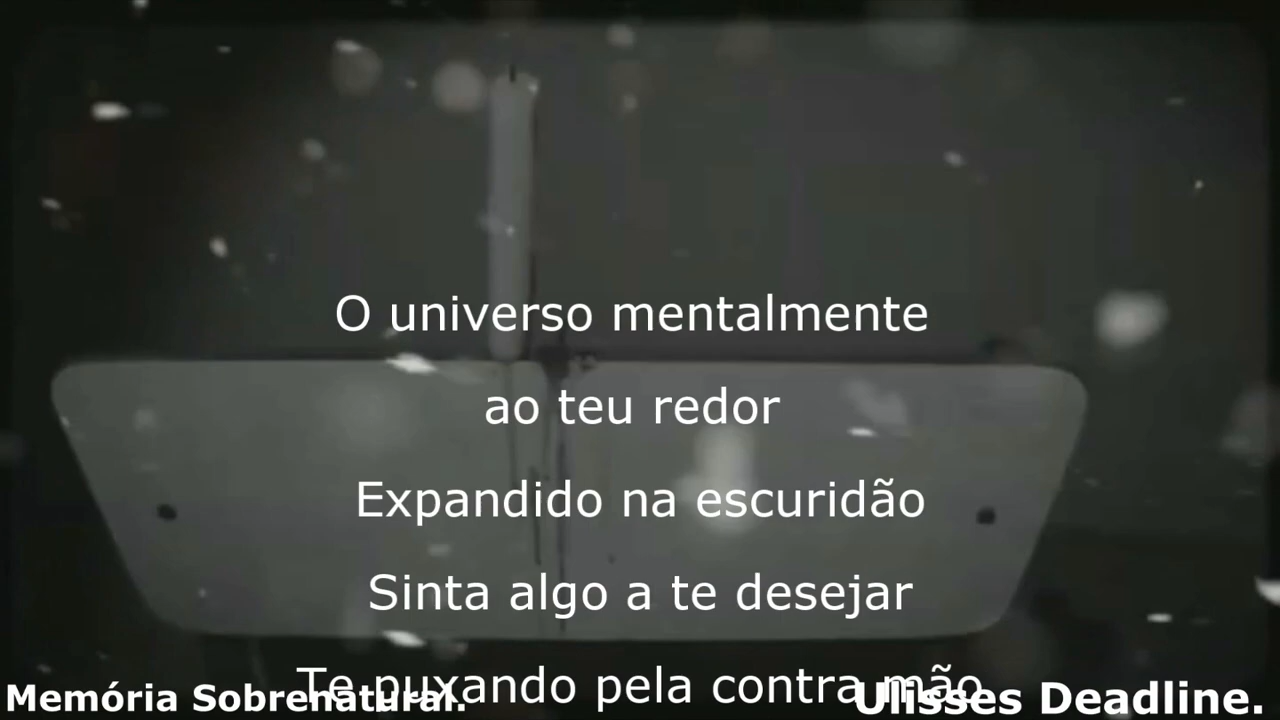 O universo mentalmente
ao teu redor
Expandido na escuridão
Sinta algo a te desejar
Te puxando pela contra mão
Memória Sobrenatural.
Ulisses Deadline.